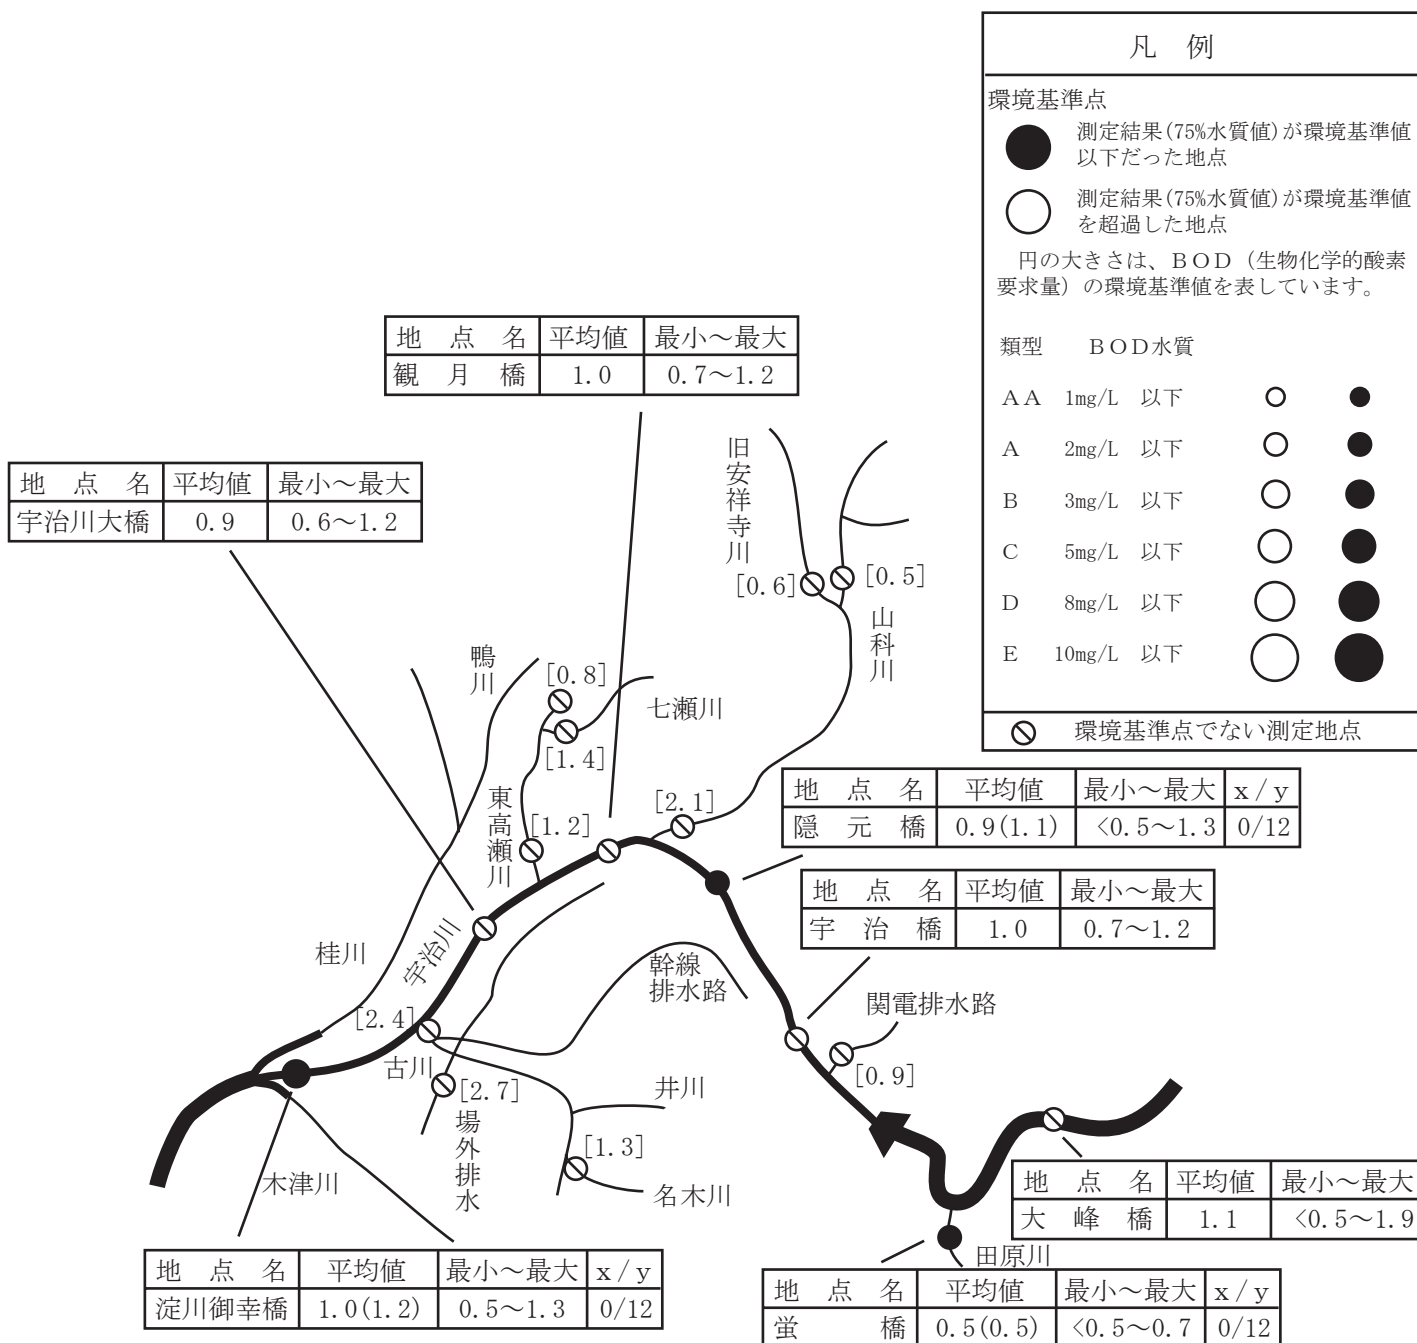 凡 例
環境基準点
測定結果(75%水質値)が環境基準値
以下だった地点
測定結果(75%水質値)が環境基準値
を超過した地点
円の大きさは、ＢＯＤ（生物化学的酸素
要求量）の環境基準値を表しています。
類型 ＢＯＤ水質
ＡＡ 1mg/L 以下
Ａ 2mg/L 以下
Ｂ 3mg/L 以下
Ｃ 5mg/L 以下
Ｄ 8mg/L 以下
Ｅ 10mg/L 以下
環境基準点でない測定地点
地 点 名 平均値 最小～最大
観 月 橋 1.0 0.7～1.2
地 点 名 平均値 最小～最大
宇治川大橋 0.9 0.6～1.2
旧安祥寺川
[0.6]
[0.5]
山科川
鴨川
[0.8]
七瀬川
[1.4]
東高瀬川
[1.2]
[2.1]
地 点 名 平均値 最小～最大 x/y
隠 元 橋 0.9(1.1) <0.5～1.3 0/12
地 点 名 平均値 最小～最大
宇 治 橋 1.0 0.7～1.2
桂川
宇治川
幹線
排水路
関電排水路
[2.4]
古川
[2.7]
[0.9]
井川
場外排水
[1.3]
名木川
木津川
地 点 名 平均値 最小～最大
大 峰 橋 1.1 <0.5～1.9
田原川
地 点 名 平均値 最小～最大 x/y
淀川御幸橋 1.0(1.2) 0.5～1.3 0/12
地 点 名 平均値 最小～最大 x/y
蛍 橋 0.5(0.5) <0.5～0.7 0/12